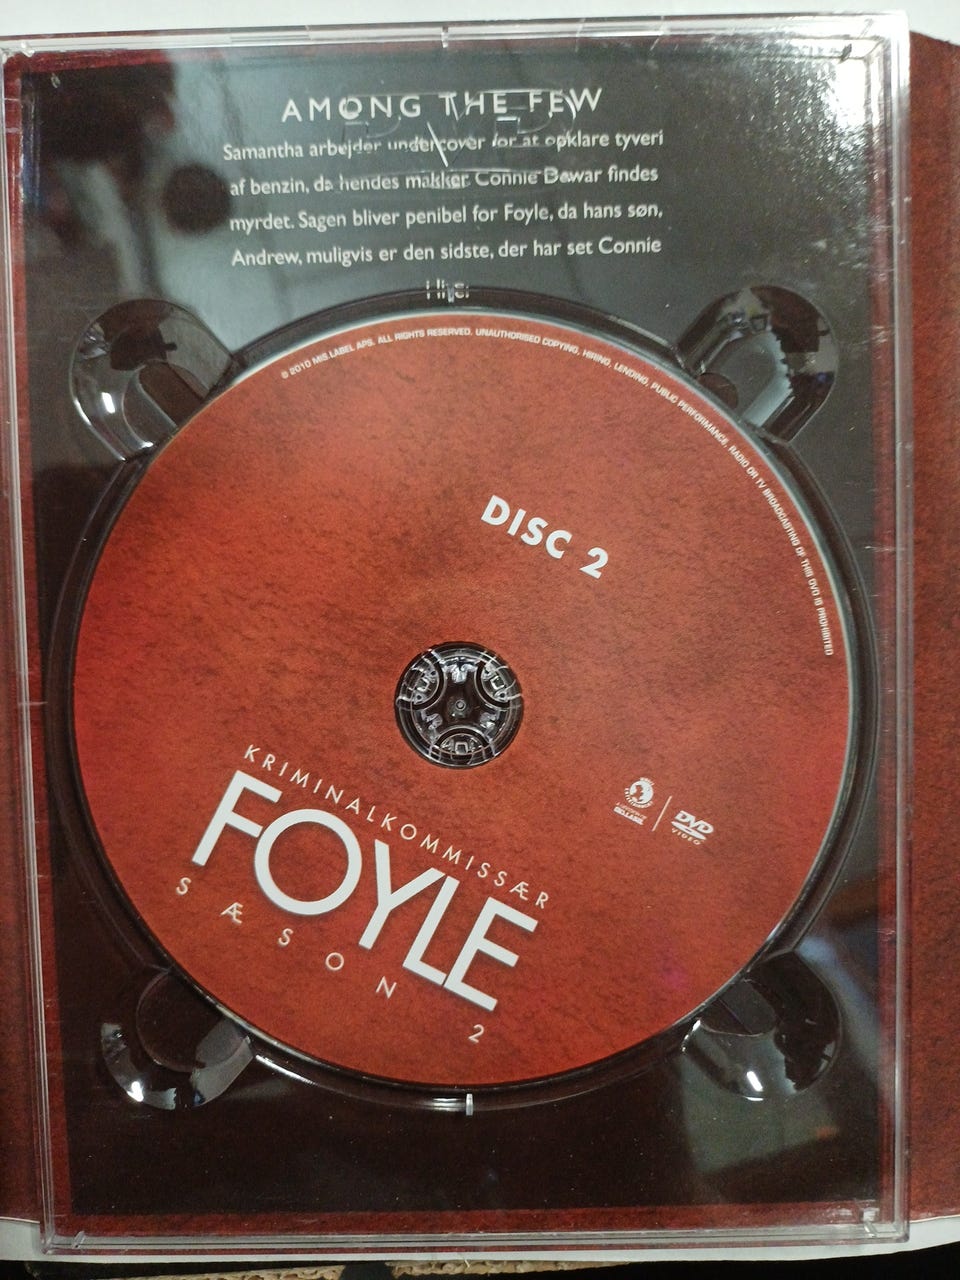 AMONG THE FEW
Samantha arbejder undercover for at opklare tyveri
af benzin, da hendes makker Connie Dewar findes
myrdet. Sagen bliver penibel for Foyle, da hans søn,
Andrew, muligvis er den sidste, der har set Connie
© 2010 MIS.LABEL APS. ALL RIGHTS RESERVED. UNAUTHORISED COPYING, HIRING, LENDING, PUBLIC PERFORMANCE, RADIO OR TV BROADCASTING OF THIS DVD IS PROHIBITED
DISC 2
KRIMINALKOMMISSÆR
FOYLE
SÆSON 2
DVD
VIDEO